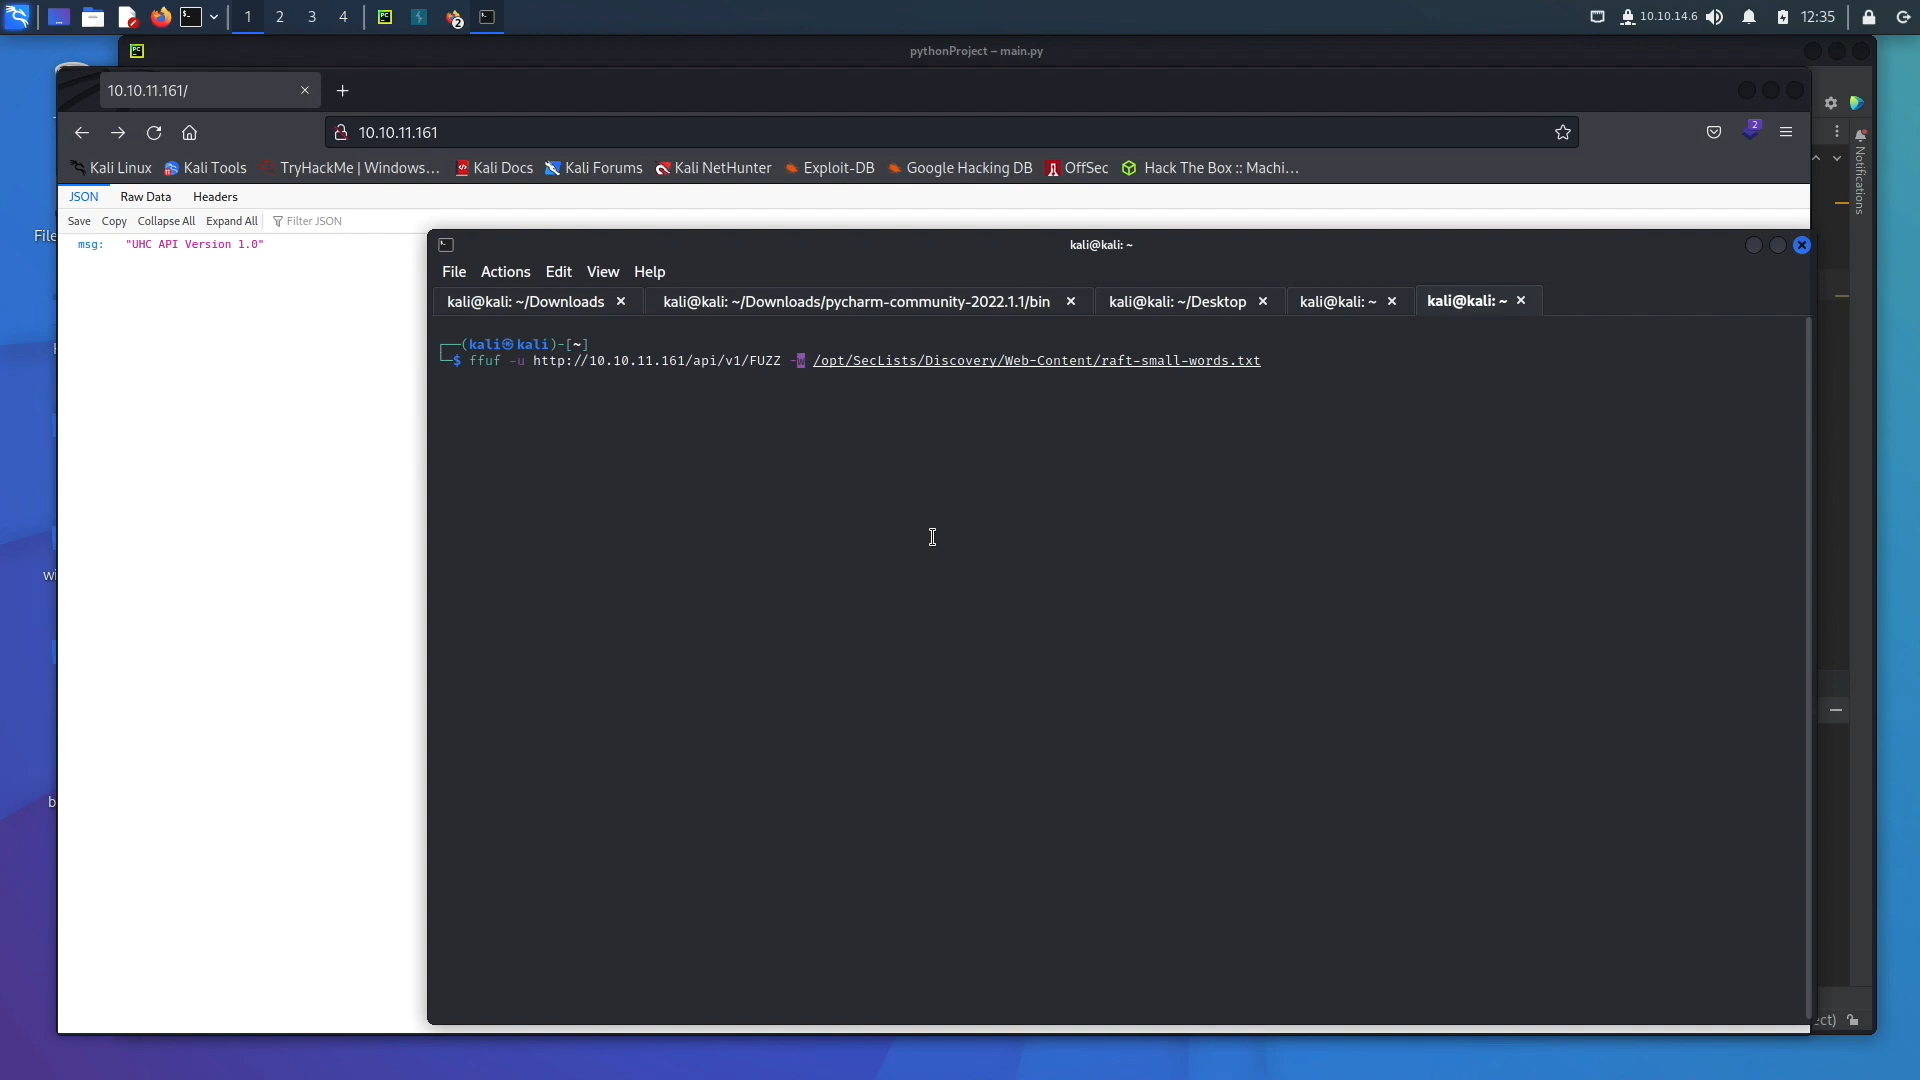 1 2 3 4 2 10.10.14.6 12:35
pythonProject – main.py
10.10.11.161/
10.10.11.161
2
Kali Linux Kali Tools TryHackMe | Windows… Kali Docs Kali Forums Kali NetHunter Exploit-DB Google Hacking DB OffSec Hack The Box :: Machi…
Notifications
JSON Raw Data Headers
Save Copy Collapse All Expand All Filter JSON
File
msg: "UHC API Version 1.0"
kali@kali: ~
File Actions Edit View Help
kali@kali: ~/Downloads kali@kali: ~/Downloads/pycharm-community-2022.1.1/bin kali@kali: ~/Desktop kali@kali: ~ kali@kali: ~
(kali㉿kali)-[~]
$ ffuf -u http://10.10.11.161/api/v1/FUZZ -w /opt/SecLists/Discovery/Web-Content/raft-small-words.txt
wi
b
ect)